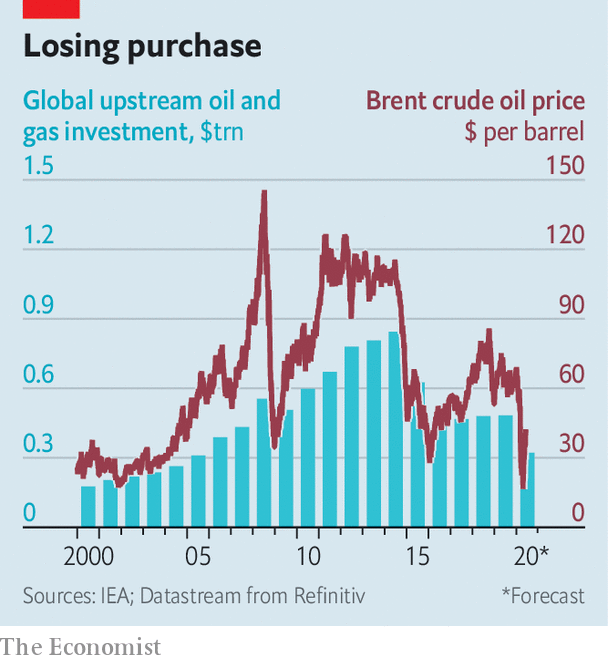 Losing purchase
Global upstream oil and
gas investment, $trn
Brent crude oil price
$ per barrel
1.5 150
1.2 120
0.9 90
0.6 60
0.3 30
0 0
2000 05 10 15 20*
Sources: IEA; Datastream from Refinitiv *Forecast
The Economist